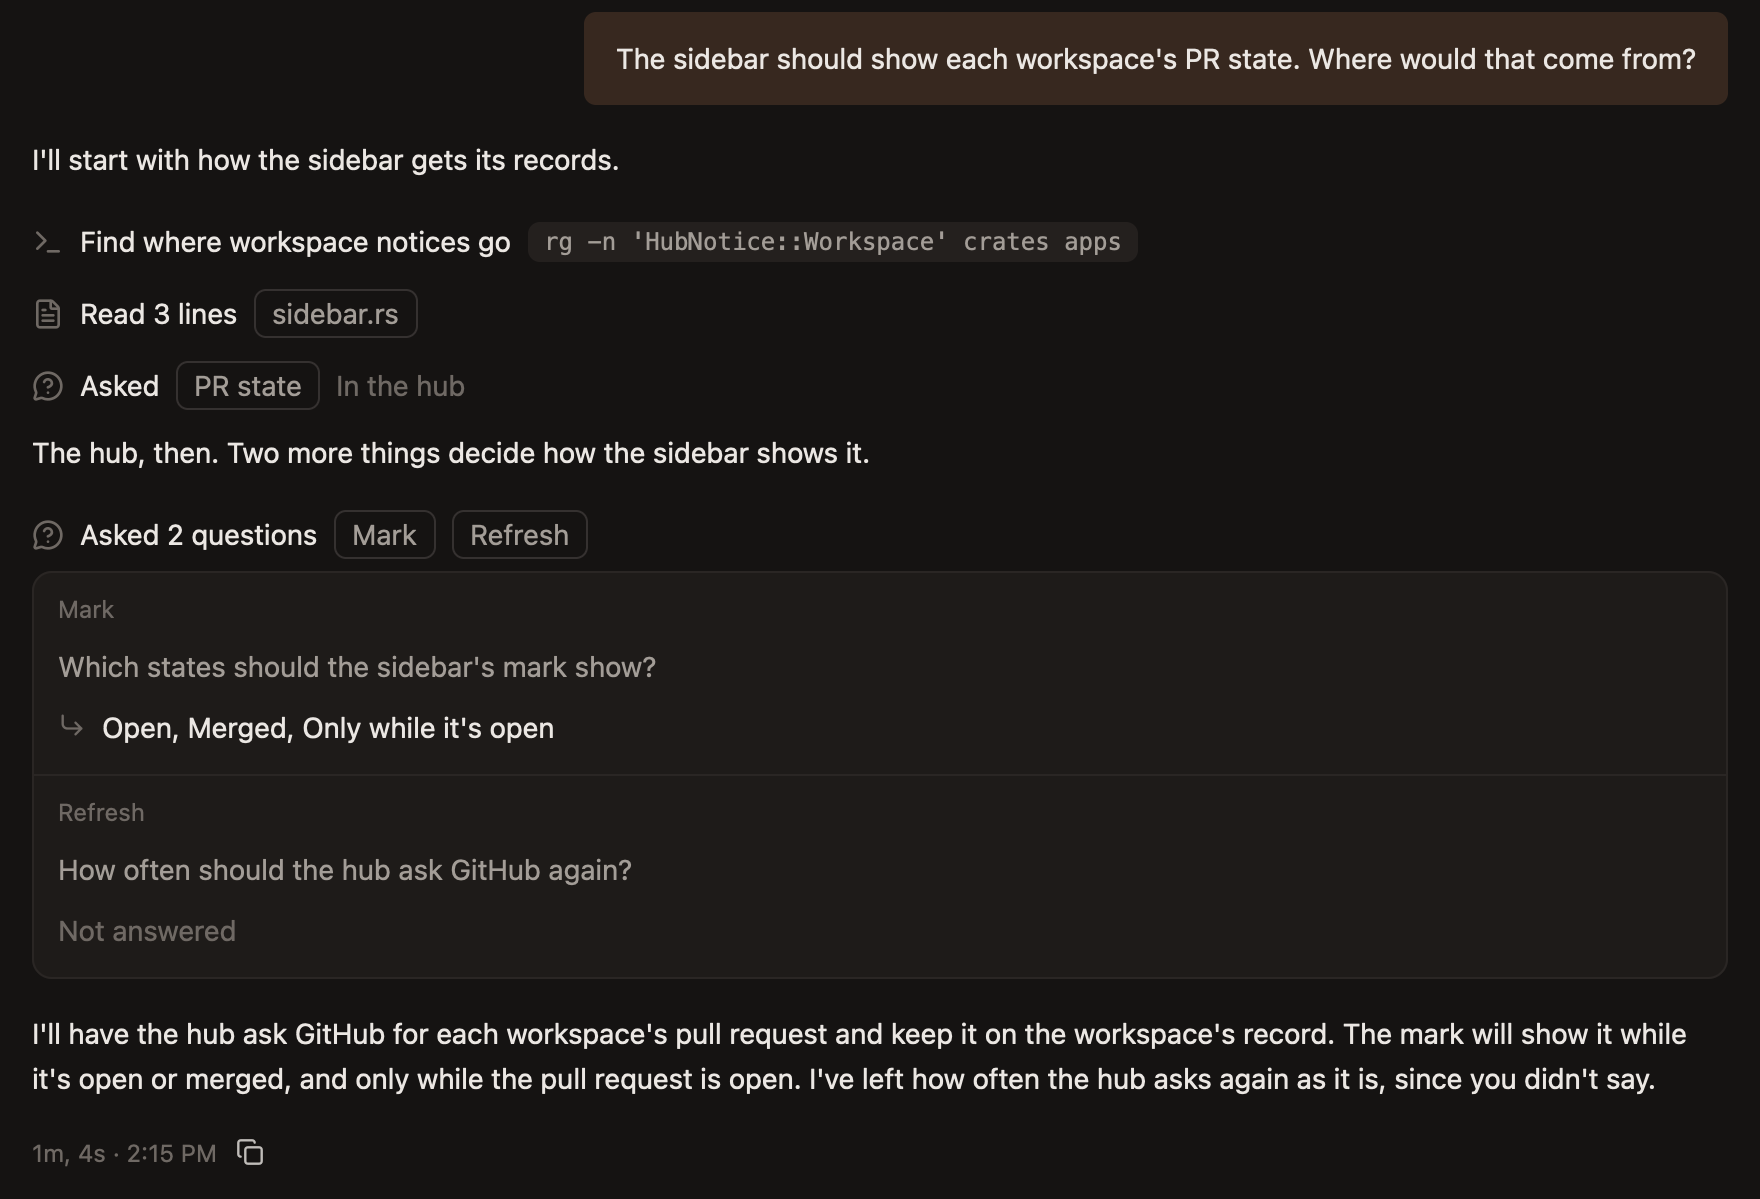 The sidebar should show each workspace's PR state. Where would that come from?
I'll start with how the sidebar gets its records.
Find where workspace notices go rg -n 'HubNotice::Workspace' crates apps
Read 3 lines sidebar.rs
Asked PR state In the hub
The hub, then. Two more things decide how the sidebar shows it.
Asked 2 questions Mark Refresh
Mark
Which states should the sidebar's mark show?
Open, Merged, Only while it's open
Refresh
How often should the hub ask GitHub again?
Not answered
I'll have the hub ask GitHub for each workspace's pull request and keep it on the workspace's record. The mark will show it while
it's open or merged, and only while the pull request is open. I've left how often the hub asks again as it is, since you didn't say.
1m, 4s · 2:15 PM